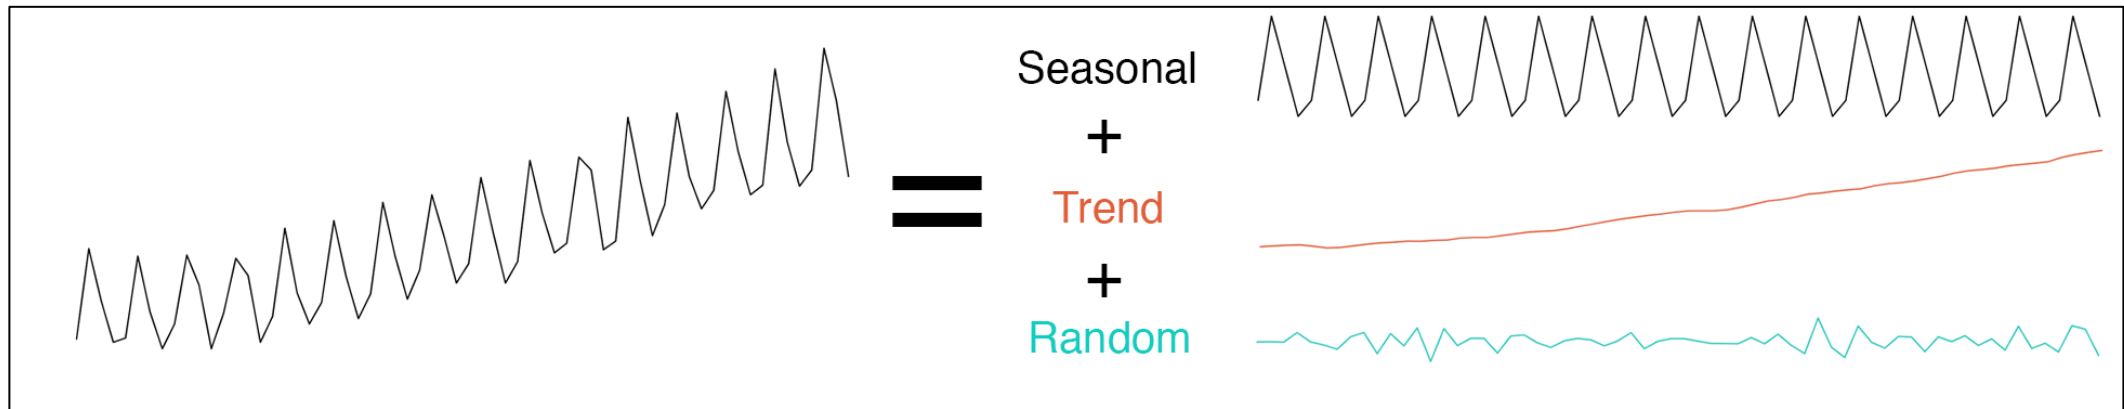 Seasonal
+
Trend
+
Random
=